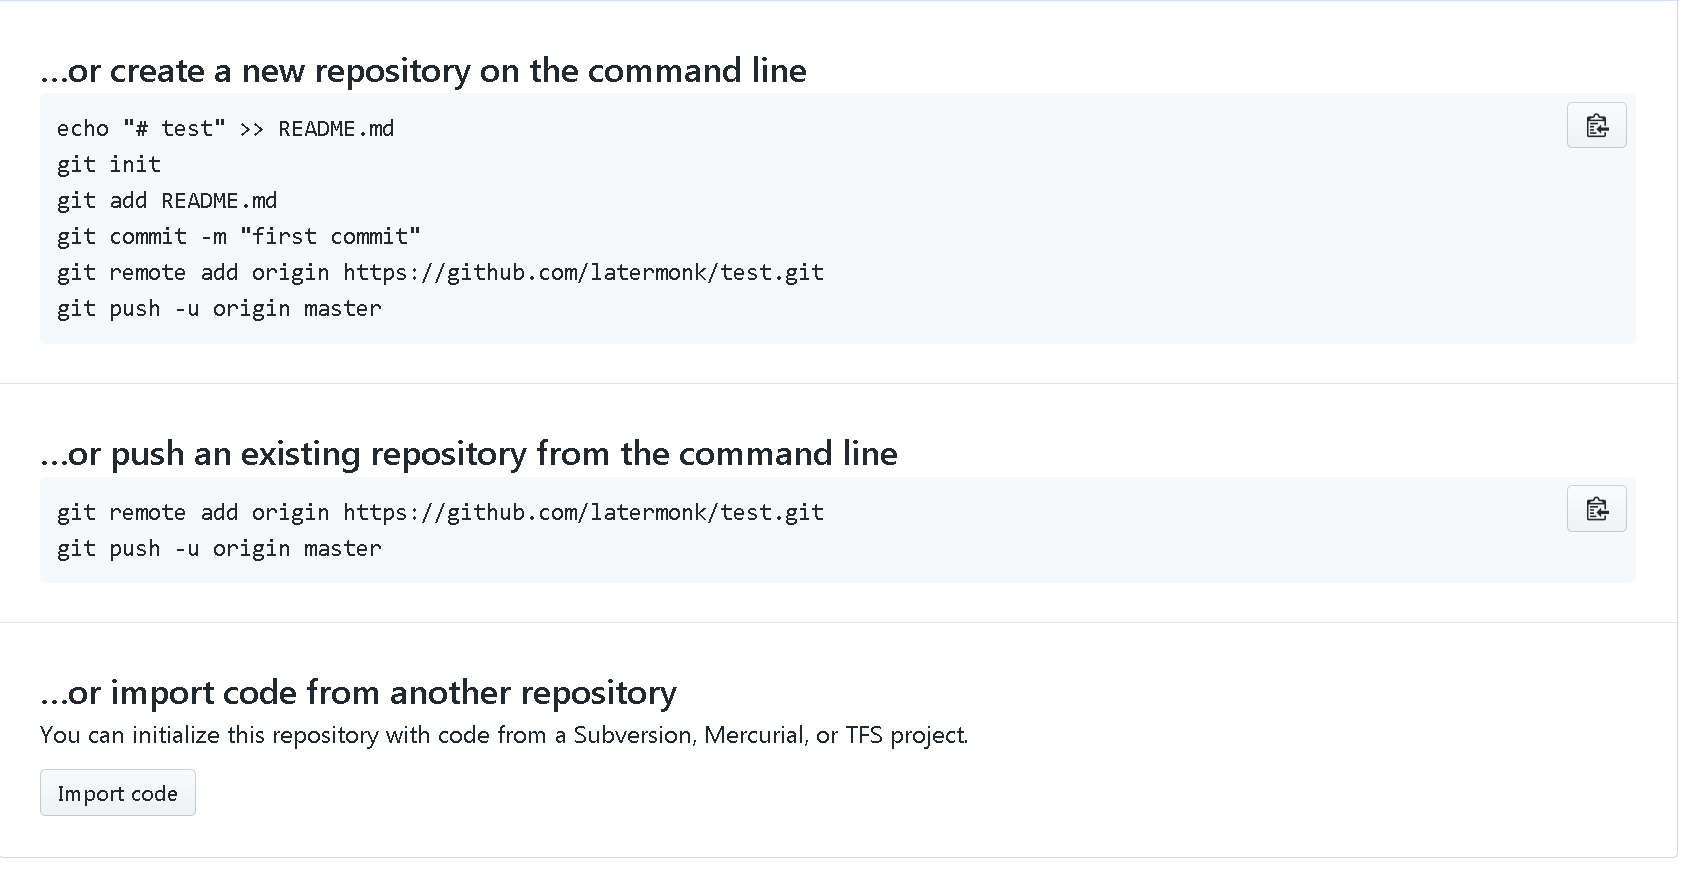 ...or create a new repository on the command line
echo "# test" >> README.md
git init
git add README.md
git commit -m "first commit"
git remote add origin https://github.com/latermonk/test.git
git push -u origin master
...or push an existing repository from the command line
git remote add origin https://github.com/latermonk/test.git
git push -u origin master
...or import code from another repository
You can initialize this repository with code from a Subversion, Mercurial, or TFS project.
Import code